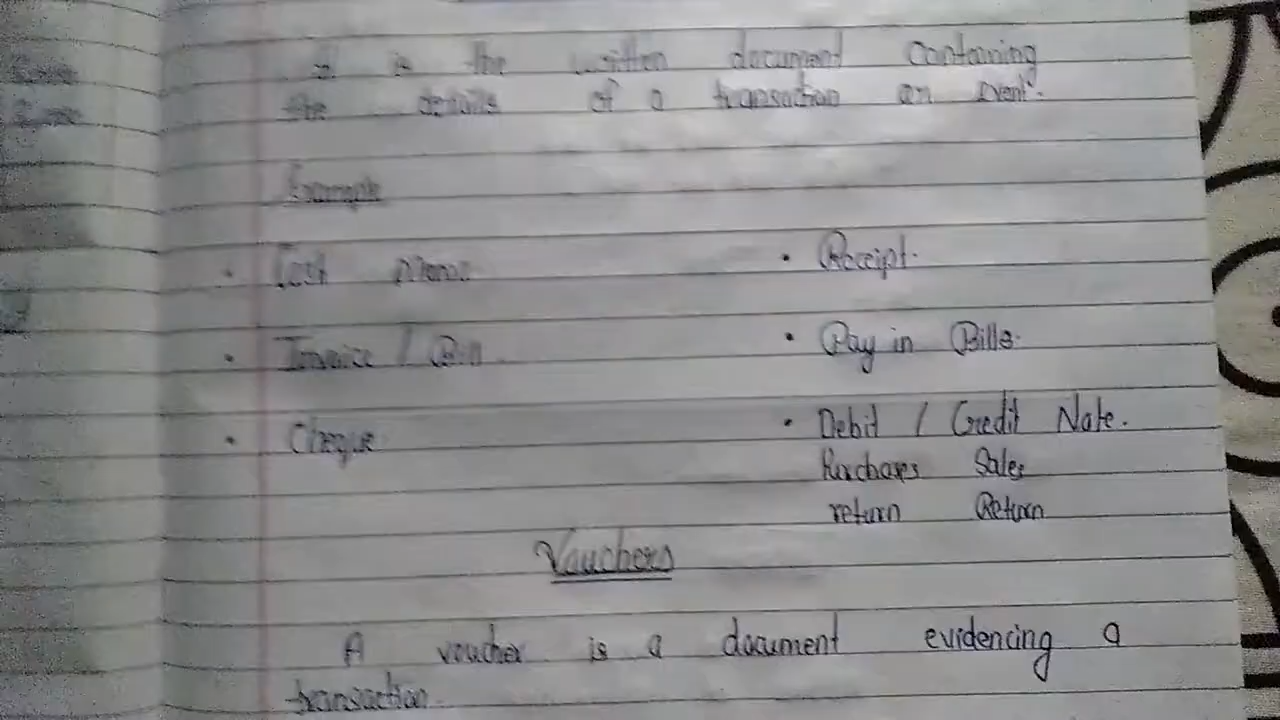 It is the written document containing
the details of a transaction or Event.
Example
• Cash Memo
• Receipt.
• Invoice / Bill
• Pay in Bills.
• Cheque
• Debit / Credit Note.
Purchases Sales
return Return
Vouchers
A voucher is a document evidencing a
transaction.